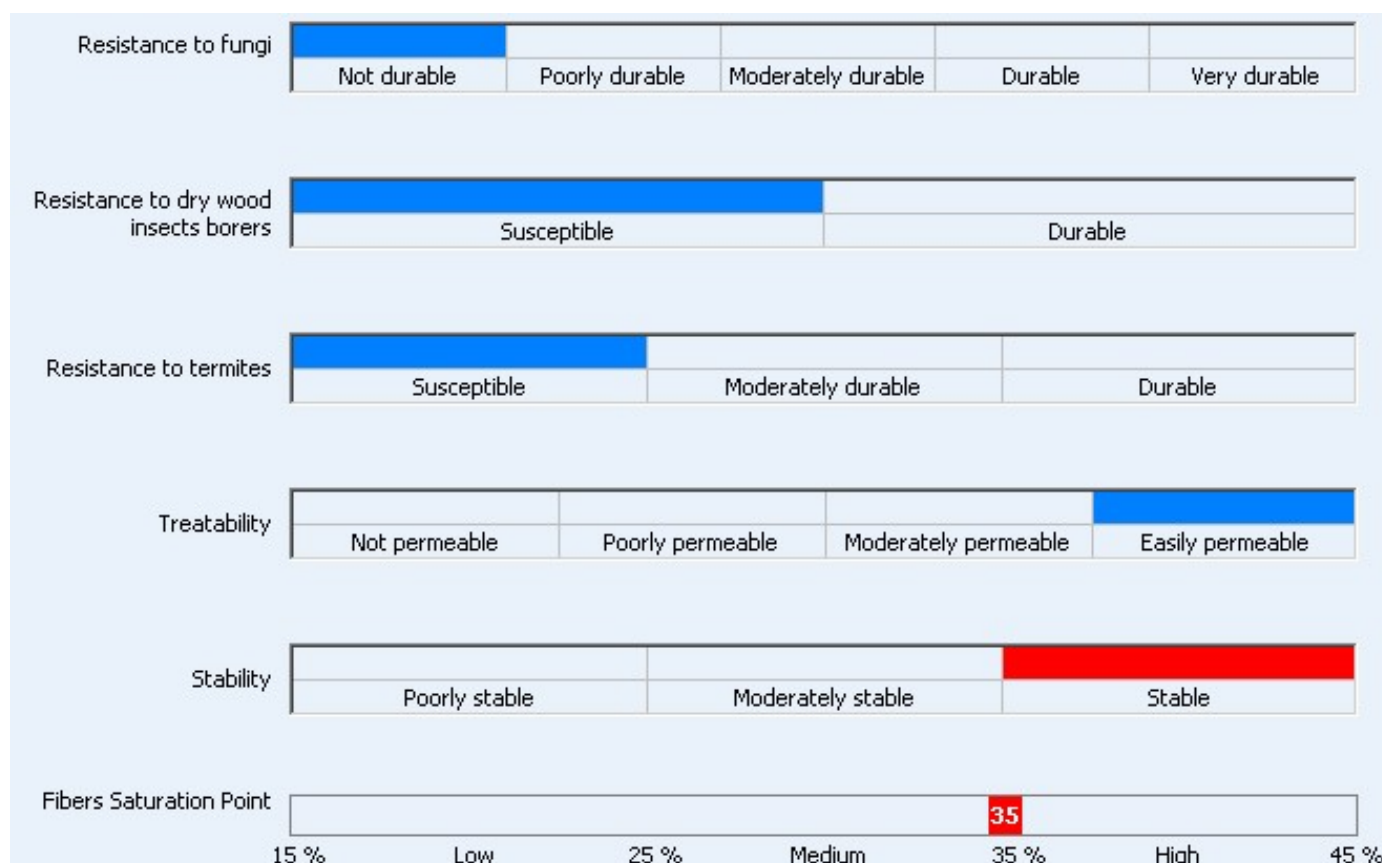 Resistance to fungi
Not durable Poorly durable Moderately durable Durable Very durable
Resistance to dry wood
insects borers
Susceptible Durable
Resistance to termites
Susceptible Moderately durable Durable
Treatability
Not permeable Poorly permeable Moderately permeable Easily permeable
Stability
Poorly stable Moderately stable Stable
Fibers Saturation Point
35
15 % Low 25 % Medium 35 % High 45 %